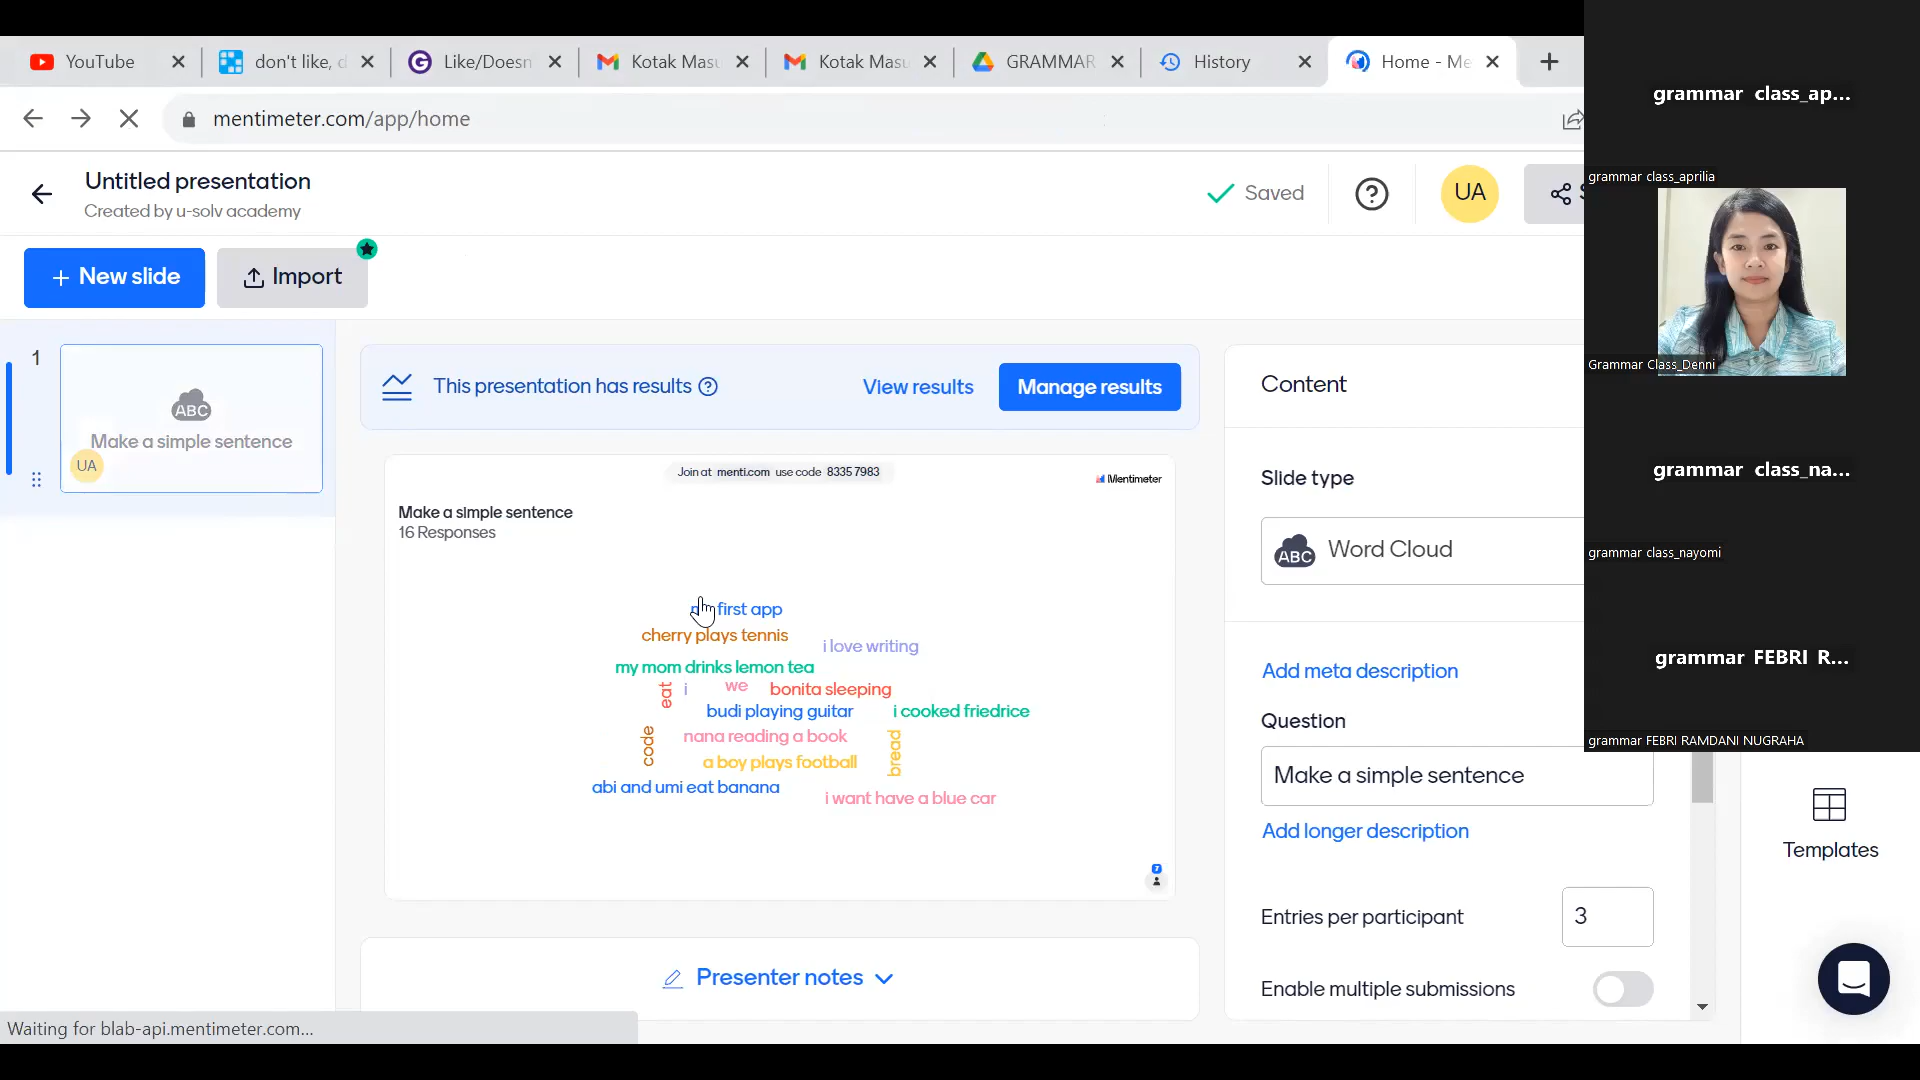 YouTube
don't like, d
Like/Doesn
Kotak Masu
Kotak Masu
GRAMMAR
History
Home - Me
mentimeter.com/app/home
Untitled presentation
Created by u-solv academy
Saved
UA
S
New slide
Import
1
ABC
Make a simple sentence
UA
This presentation has results
View results
Manage results
Join at menti.com use code 8335 7983
Mentimeter
Make a simple sentence
16 Responses
first app
cherry plays tennis
i love writing
my mom drinks lemon tea
eat
i
we
bonita sleeping
budi playing guitar
i cooked friedrice
code
nana reading a book
bread
a boy plays football
abi and umi eat banana
i want have a blue car
7
Presenter notes
Content
Slide type
ABC
Word Cloud
Add meta description
Question
Make a simple sentence
Add longer description
Entries per participant
3
Enable multiple submissions
Templates
Waiting for blab-api.mentimeter.com...
grammar class_ap...
grammar class_aprilia
Grammar Class_Denni
grammar class_na...
grammar class_nayomi
grammar FEBRI R...
grammar FEBRI RAMDANI NUGRAHA